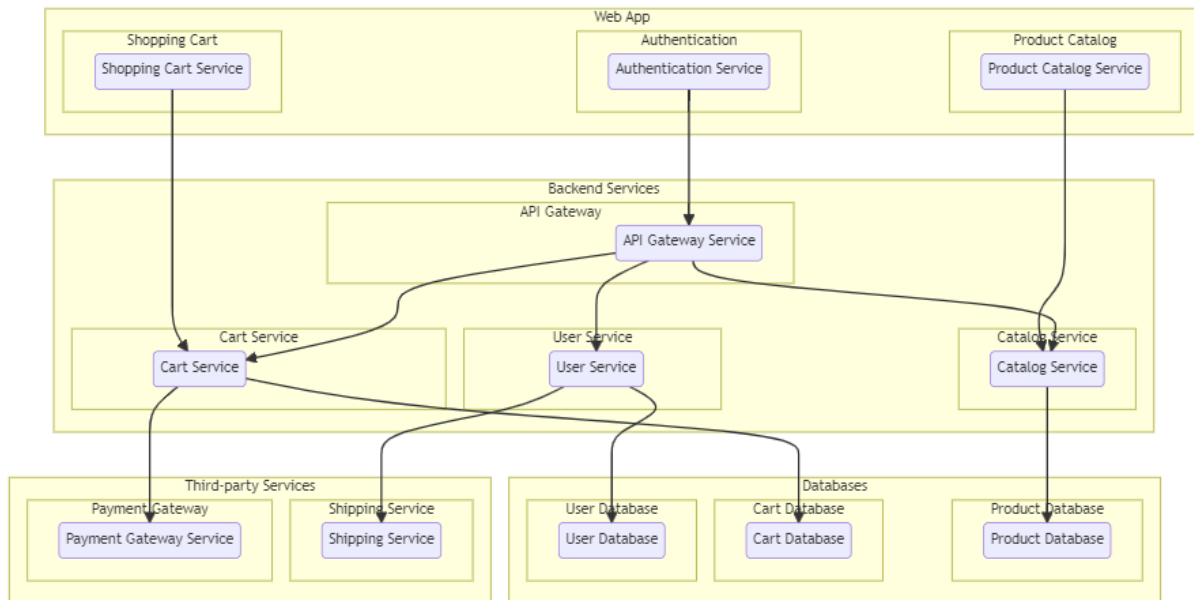 Web App
Shopping Cart
Authentication
Product Catalog
Shopping Cart Service
Authentication Service
Product Catalog Service
Backend Services
API Gateway
API Gateway Service
Cart Service
User Service
Catalog Service
Cart Service
User Service
Catalog Service
Third-party Services
Databases
Payment Gateway
Shipping Service
User Database
Cart Database
Product Database
Payment Gateway Service
Shipping Service
User Database
Cart Database
Product Database